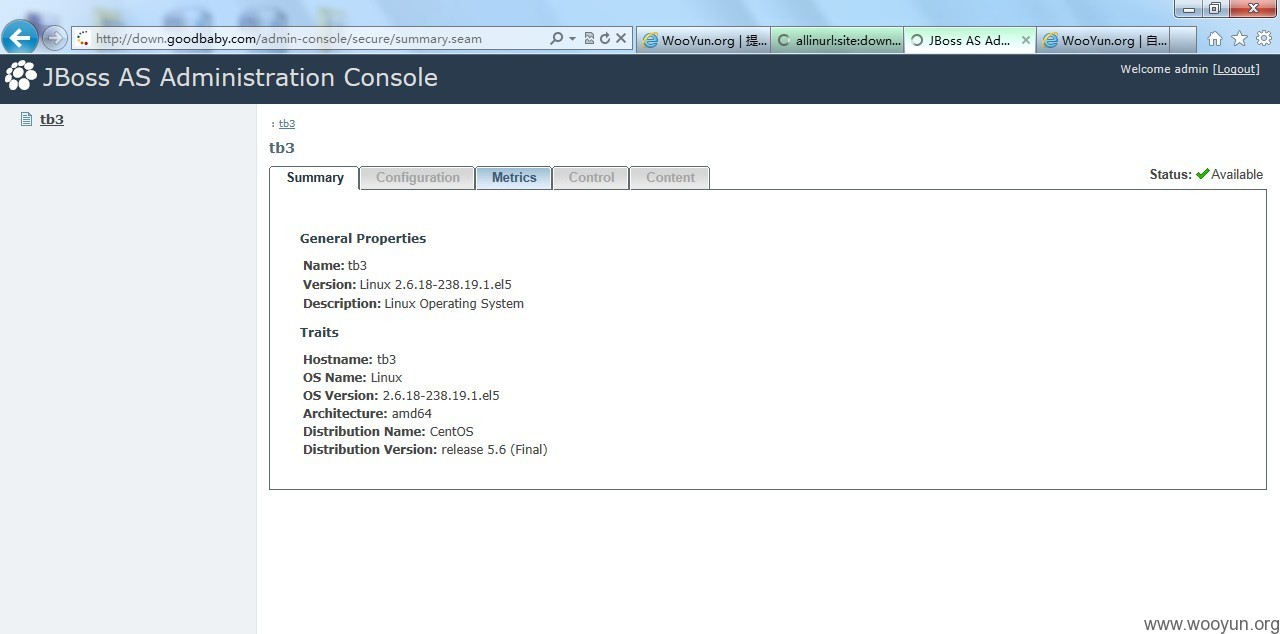 http://down.goodbaby.com/admin-console/secure/summary.seam
WooYun.org | 提...
allinurl:site:down...
JBoss AS Ad...
WooYun.org | 自...
JBoss AS Administration Console
Welcome admin [Logout]
tb3
: tb3
tb3
Summary
Configuration
Metrics
Control
Content
Status: Available
General Properties
Name: tb3
Version: Linux 2.6.18-238.19.1.el5
Description: Linux Operating System
Traits
Hostname: tb3
OS Name: Linux
OS Version: 2.6.18-238.19.1.el5
Architecture: amd64
Distribution Name: CentOS
Distribution Version: release 5.6 (Final)
www.wooyun.org